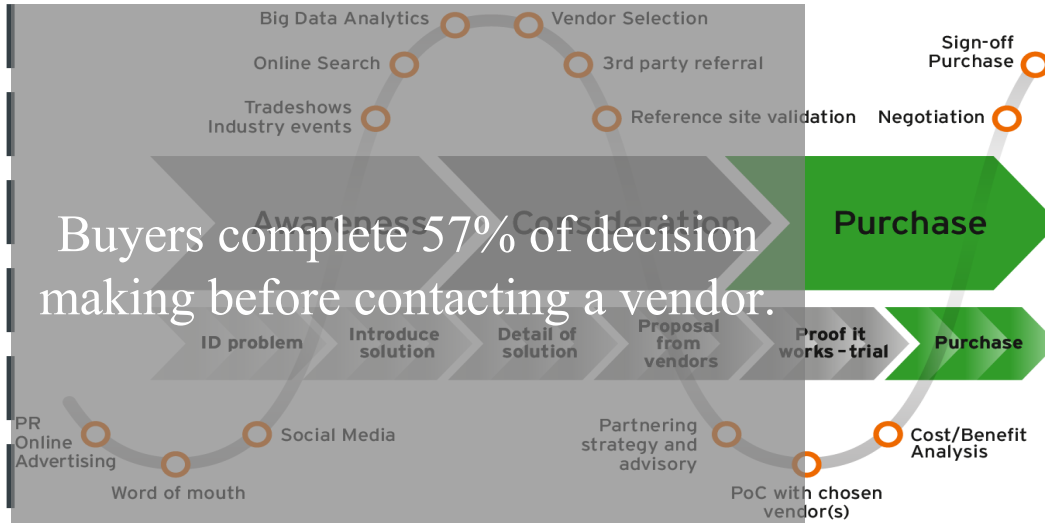 Big Data Analytics
Vendor Selection
Sign-off
Purchase
Online Search
3rd party referral
Tradeshows
Industry events
Reference site validation
Negotiation
Awareness
Consideration
Purchase
Buyers complete 57% of decision
making before contacting a vendor.
ID problem
Introduce
solution
Detail of
solution
Proposal
from
vendors
Proof it
works – trial
Purchase
PR
Online
Advertising
Social Media
Partnering
strategy and
advisory
Cost/Benefit
Analysis
Word of mouth
PoC with chosen
vendor(s)